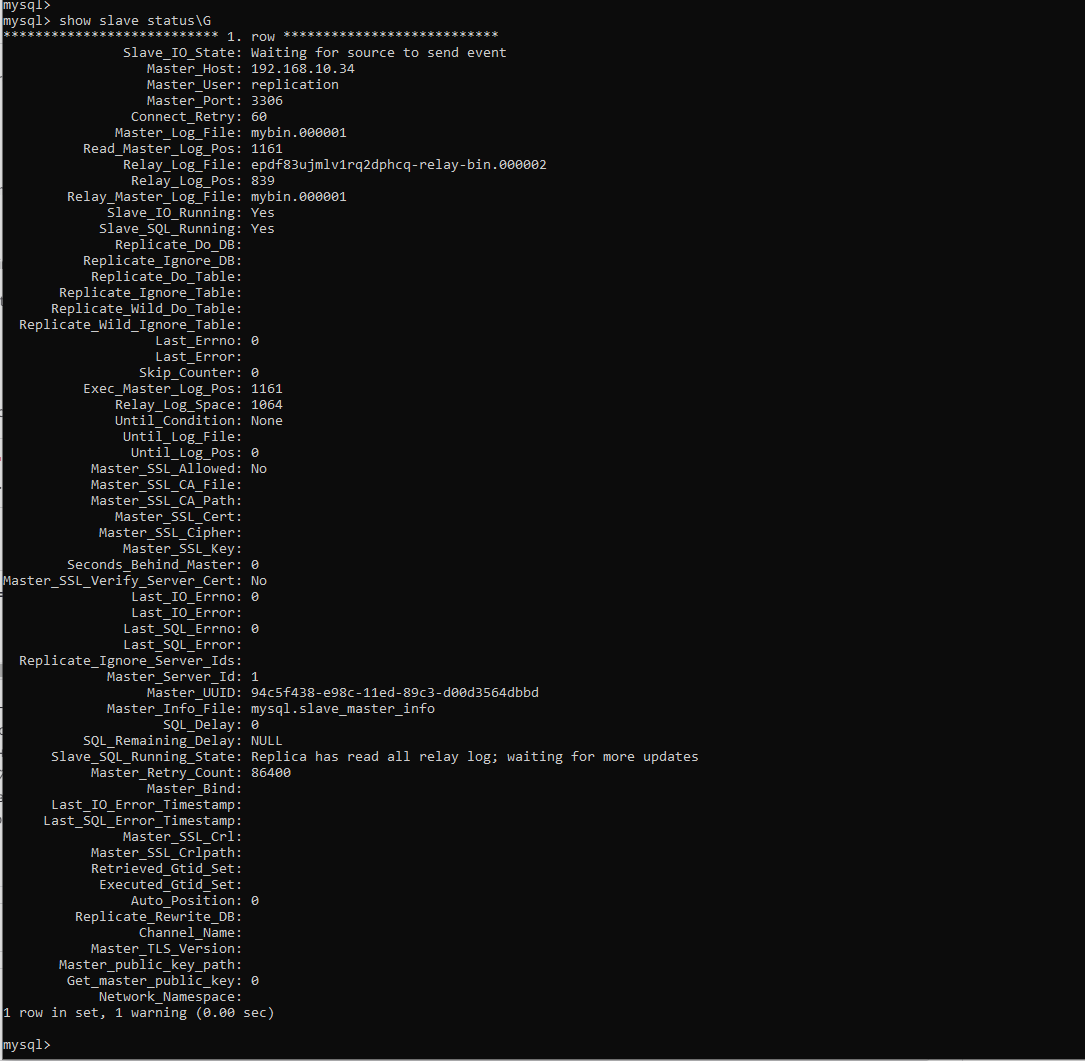 mysql>
mysql> show slave status\G
*************************** 1. row ***************************
Slave_IO_State: Waiting for source to send event
Master_Host: 192.168.10.34
Master_User: replication
Master_Port: 3306
Connect_Retry: 60
Master_Log_File: mybin.000001
Read_Master_Log_Pos: 1161
Relay_Log_File: epdf83ujmlv1rq2dphcq-relay-bin.000002
Relay_Log_Pos: 839
Relay_Master_Log_File: mybin.000001
Slave_IO_Running: Yes
Slave_SQL_Running: Yes
Replicate_Do_DB:
Replicate_Ignore_DB:
Replicate_Do_Table:
Replicate_Ignore_Table:
Replicate_Wild_Do_Table:
Replicate_Wild_Ignore_Table:
Last_Errno: 0
Last_Error:
Skip_Counter: 0
Exec_Master_Log_Pos: 1161
Relay_Log_Space: 1064
Until_Condition: None
Until_Log_File:
Until_Log_Pos: 0
Master_SSL_Allowed: No
Master_SSL_CA_File:
Master_SSL_CA_Path:
Master_SSL_Cert:
Master_SSL_Cipher:
Master_SSL_Key:
Seconds_Behind_Master: 0
Master_SSL_Verify_Server_Cert: No
Last_IO_Errno: 0
Last_IO_Error:
Last_SQL_Errno: 0
Last_SQL_Error:
Replicate_Ignore_Server_Ids:
Master_Server_Id: 1
Master_UUID: 94c5f438-e98c-11ed-89c3-d00d3564dbbd
Master_Info_File: mysql.slave_master_info
SQL_Delay: 0
SQL_Remaining_Delay: NULL
Slave_SQL_Running_State: Replica has read all relay log; waiting for more updates
Master_Retry_Count: 86400
Master_Bind:
Last_IO_Error_Timestamp:
Last_SQL_Error_Timestamp:
Master_SSL_Crl:
Master_SSL_Crlpath:
Retrieved_Gtid_Set:
Executed_Gtid_Set:
Auto_Position: 0
Replicate_Rewrite_DB:
Channel_Name:
Master_TLS_Version:
Master_public_key_path:
Get_master_public_key: 0
Network_Namespace:
1 row in set, 1 warning (0.00 sec)
mysql>